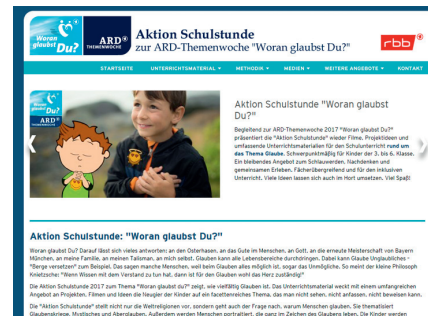 Woran
glaubst Du?
ARD
THEMENWOCHE
Aktion Schulstunde
zur ARD-Themenwoche "Woran glaubst Du?"
rbb
STARTSEITE UNTERRICHTSMATERIAL METHODIK MEDIEN WEITERE ANGEBOTE KONTAKT
Woran
glaubst Du?
ARD
Aktion Schulstunde "Woran glaubst
Du?"
Begleitend zur ARD-Themenwoche 2017 "Woran glaubst Du?"
präsentiert die "Aktion Schulstunde" wieder Filme, Projektideen und
umfassende Unterrichtsmaterialien für den Schulunterricht rund um
das Thema Glaube. Schwerpunktmäßig für Kinder der 3. bis 6. Klasse.
Ein bleibendes Angebot zum Schlauwerden, Nachdenken und
gemeinsamen Erleben. Fächerübergreifend und für den inklusiven
Unterricht. Viele Ideen lassen sich auch im Hort umsetzen. Viel Spaß!
Aktion Schulstunde: "Woran glaubst Du?"
Woran glaubst Du? Darauf lässt sich vieles antworten: an den Osterhasen, an das Gute im Menschen, an Gott, an die erneute Meisterschaft von Bayern
München, an meine Familie, an meinen Talisman, an mich selbst. Glauben kann alle Lebensbereiche durchdringen. Dabei kann Glaube Unglaubliches -
"Berge versetzen" zum Beispiel. Das sagen manche Menschen, weil beim Glauben alles möglich ist, sogar das Unmögliche. So meint der kleine Philosoph
Knietzsche: "Wenn Wissen mit dem Verstand zu tun hat, dann ist für den Glauben wohl das Herz zuständig!"
Die Aktion Schulstunde 2017 zum Thema "Woran glaubst du?" zeigt, wie vielfältig Glauben ist. Das Unterrichtsmaterial weckt mit einem umfangreichen
Angebot an Projekten, Filmen und Ideen die Neugier der Kinder auf ein facettenreiches Thema, das man nicht sehen, nicht anfassen, nicht beweisen kann.
Die "Aktion Schulstunde" stellt nicht nur die Weltreligionen vor, sondern geht auch der Frage nach, warum Menschen glauben. Sie thematisiert
Glaubenskriege, Mystisches und Aberglauben. Außerdem werden Menschen portraitiert, die ganz im Zeichen des Glaubens leben. Die Kinder werden